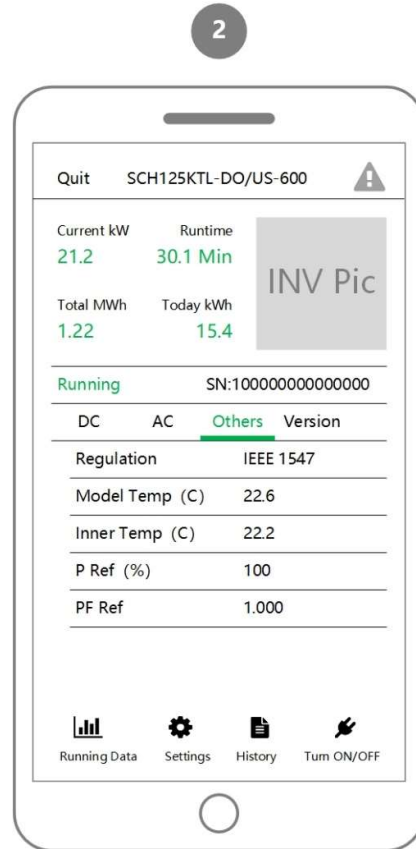 2
Quit SCH125KTL-DO/US-600
Current kW Runtime
21.2 30.1 Min
INV Pic
Total MWh Today kWh
1.22 15.4
Running SN:100000000000000
DC AC Others Version
Regulation IEEE 1547
Model Temp (C) 22.6
Inner Temp (C) 22.2
P Ref (%) 100
PF Ref 1.000
Running Data Settings History Turn ON/OFF